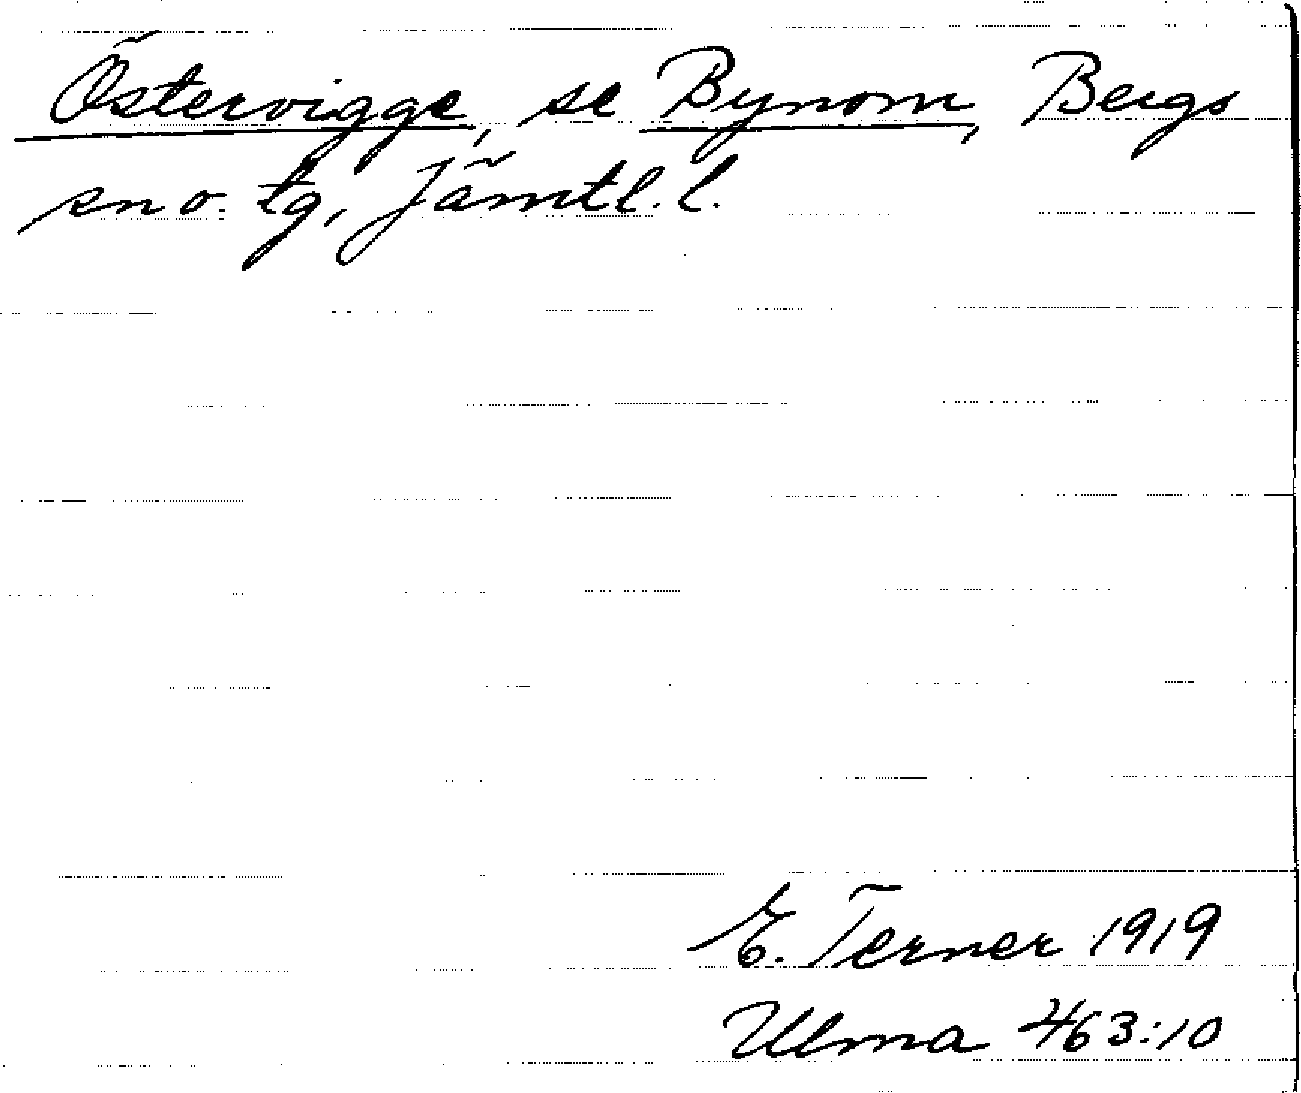 Östervigge, se Bynom, Bergs
sn o. tg, Jämtl. l.
E. Terner 1919
Ulma 463:10